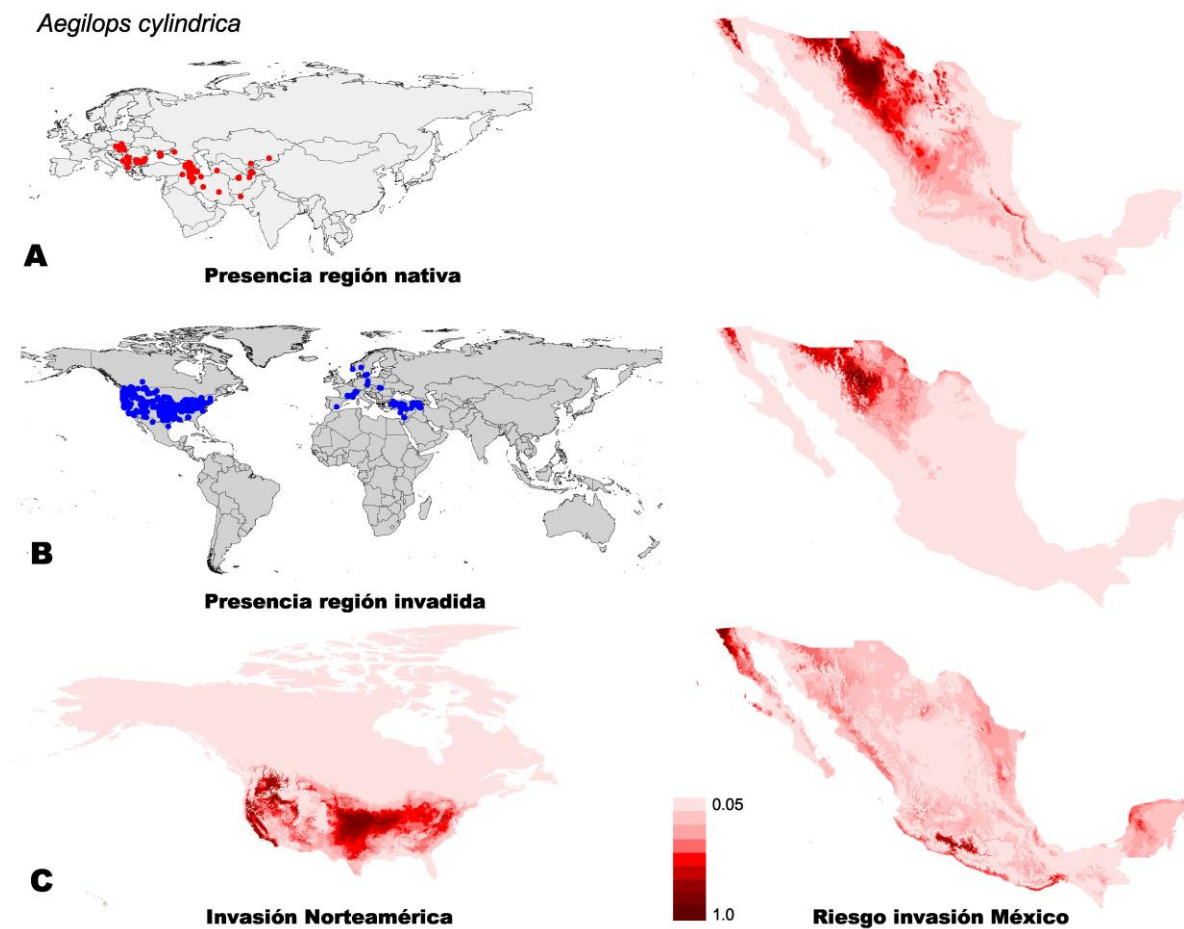 Aegilops cylindrica
A
Presencia región nativa
B
Presencia región invadida
C
0.05
1.0
Invasión Norteamérica
Riesgo invasión México